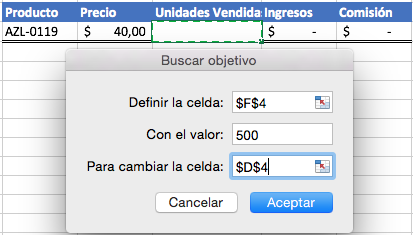 Producto Precio Unidades Vendida Ingresos Comisión
AZL-0119 $ 40,00 $ - $ -
Buscar objetivo
Definir la celda: $F$4
Con el valor: 500
Para cambiar la celda: $D$4
Cancelar Aceptar